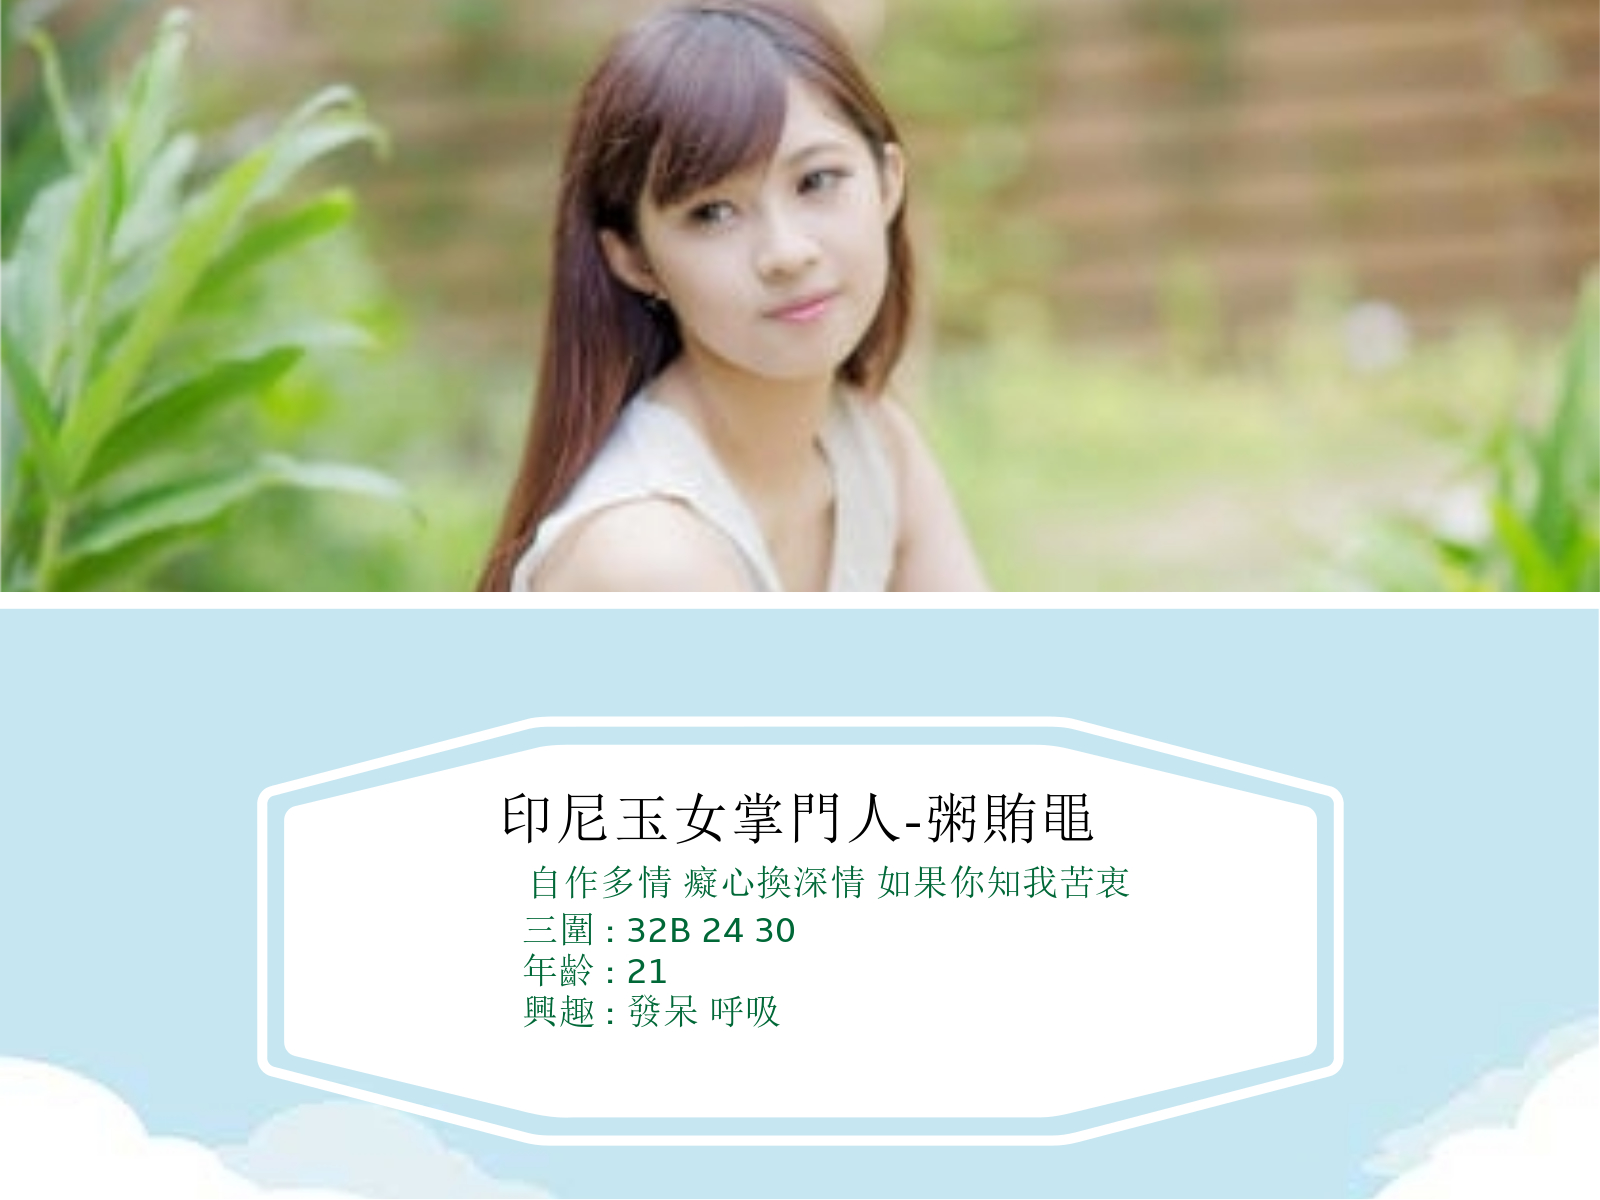 印尼玉女掌門人-粥賄黽
自作多情 癡心換深情 如果你知我苦衷
三圍 : 32B 24 30
年齡 : 21
興趣 : 發呆 呼吸